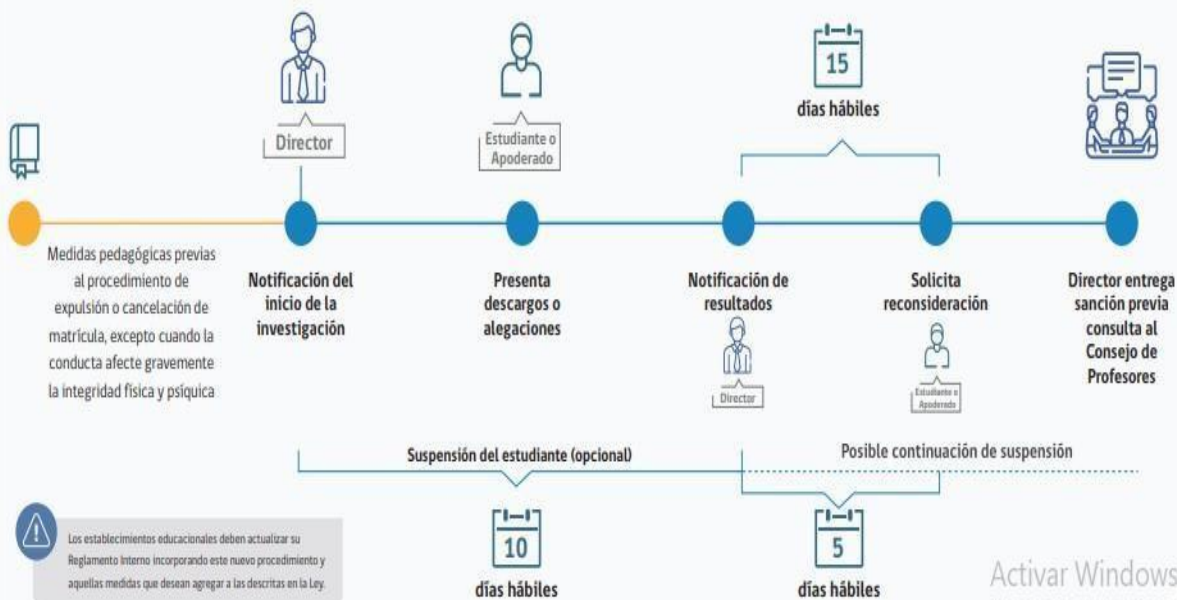 15
días hábiles
Director
Estudiante o
Apoderado
Medidas pedagógicas previas
al procedimiento de
expulsión o cancelación de
matrícula, excepto cuando la
conducta afecte gravemente
la integridad física y psíquica
Notificación del
inicio de la
investigación
Presenta
descargos o
alegaciones
Notificación de
resultados
Director
Solicita
reconsideración
Estudiante o
Apoderado
Director entrega
sanción previa
consulta al
Consejo de
Profesores
Suspensión del estudiante (opcional)
Posible continuación de suspensión
10
días hábiles
5
días hábiles
Los establecimientos educacionales deben actualizar su
Reglamento Interno incorporando este nuevo procedimiento y
aquellas medidas que desean agregar a las descritas en la Ley.
Activar Windows